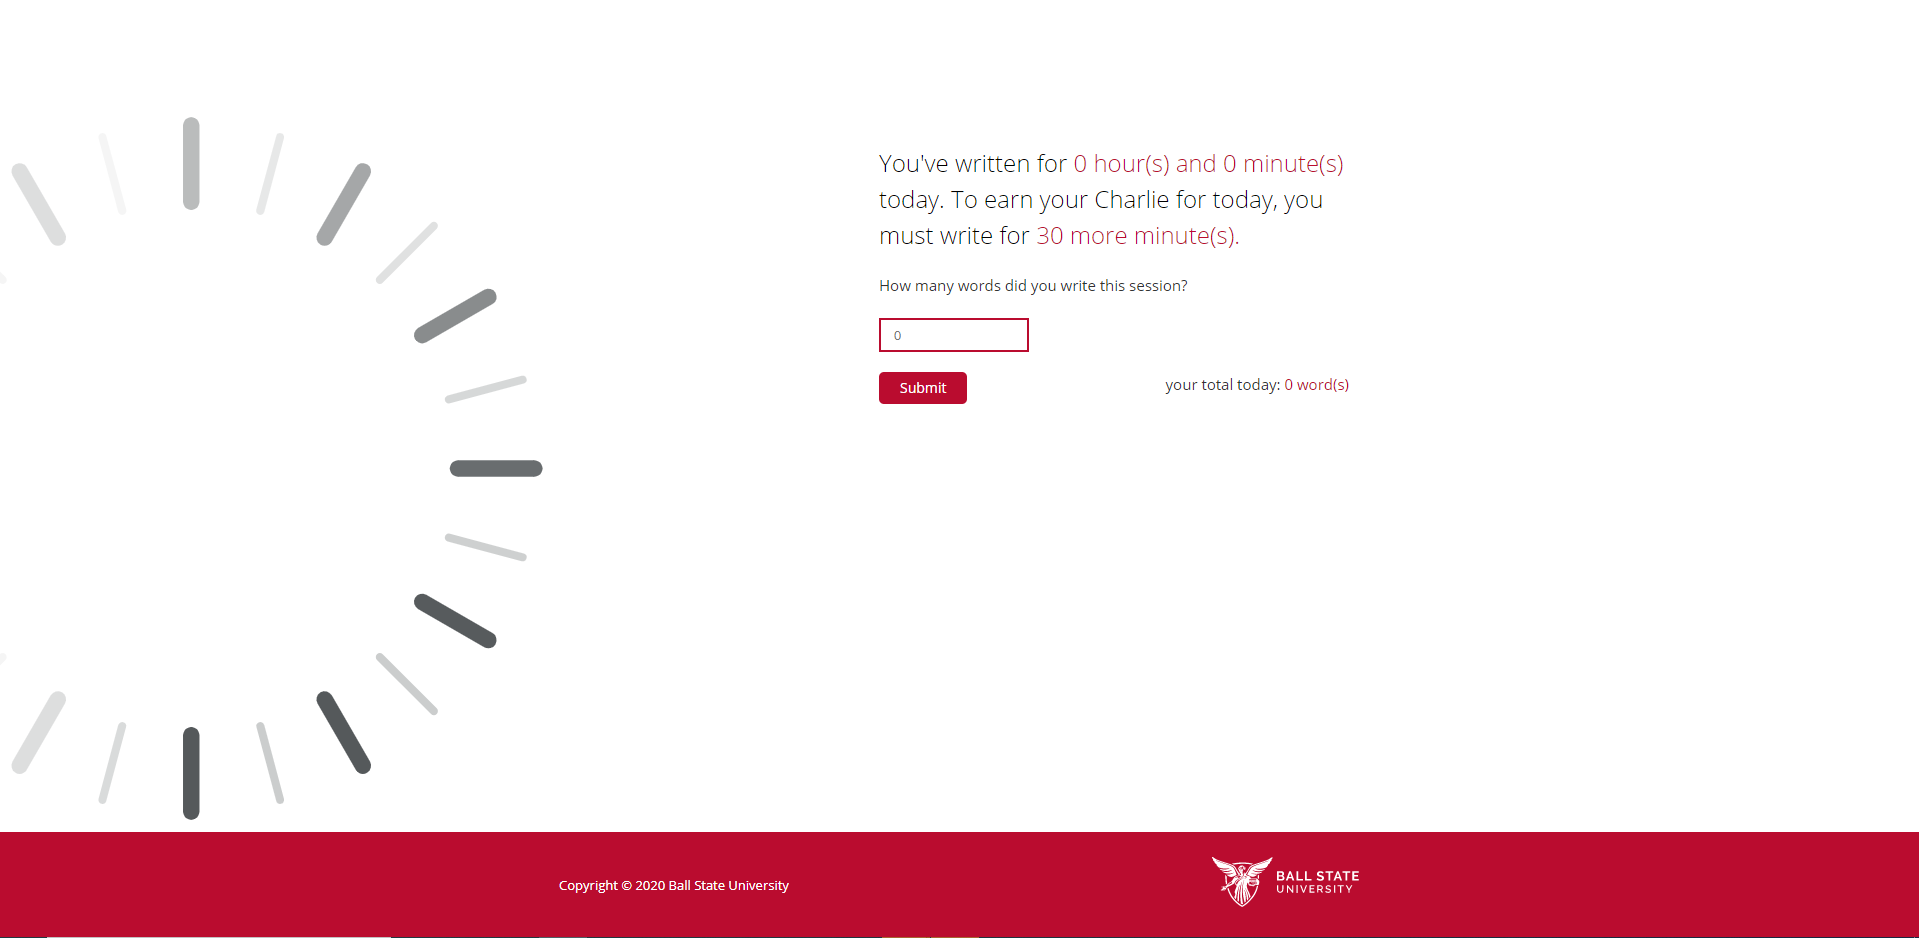 You've written for 0 hour(s) and 0 minute(s)
today. To earn your Charlie for today, you
must write for 30 more minute(s).
How many words did you write this session?
0
Submit
your total today: 0 word(s)
Copyright © 2020 Ball State University
BALL STATE
UNIVERSITY